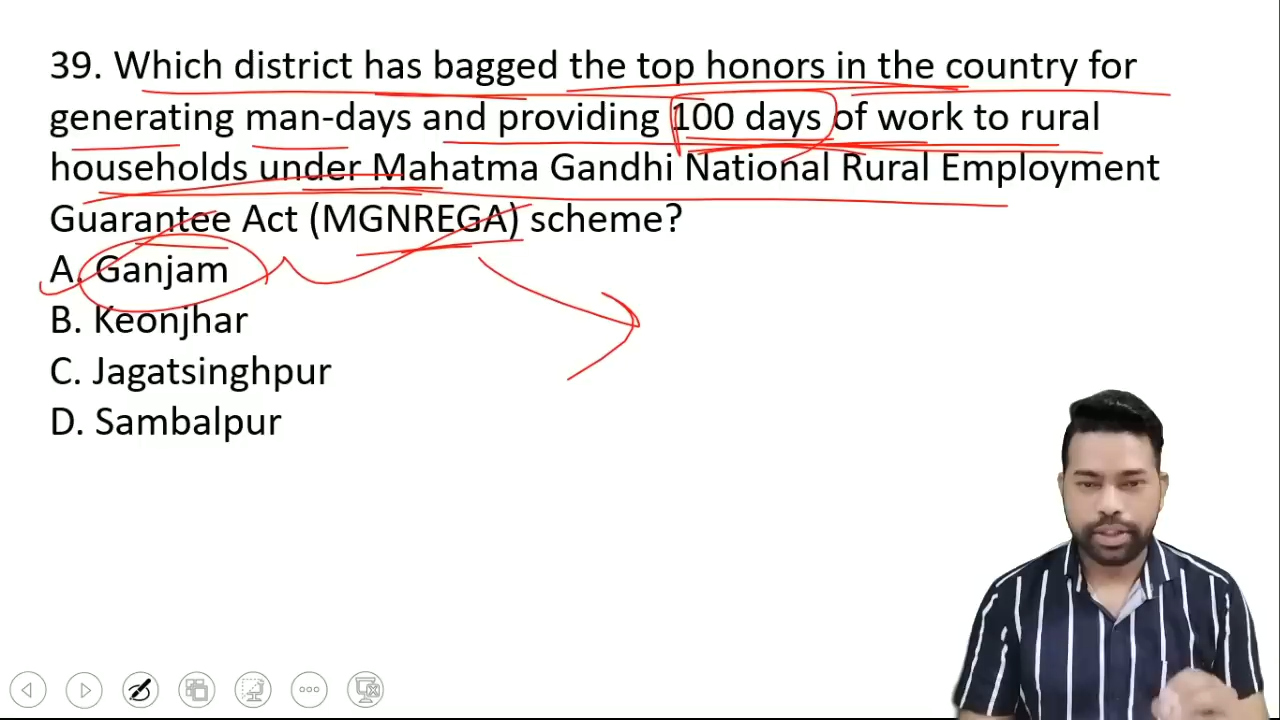 39. Which district has bagged the top honors in the country for
generating man-days and providing 100 days of work to rural
households under Mahatma Gandhi National Rural Employment
Guarantee Act (MGNREGA) scheme?
A. Ganjam
B. Keonjhar
C. Jagatsinghpur
D. Sambalpur